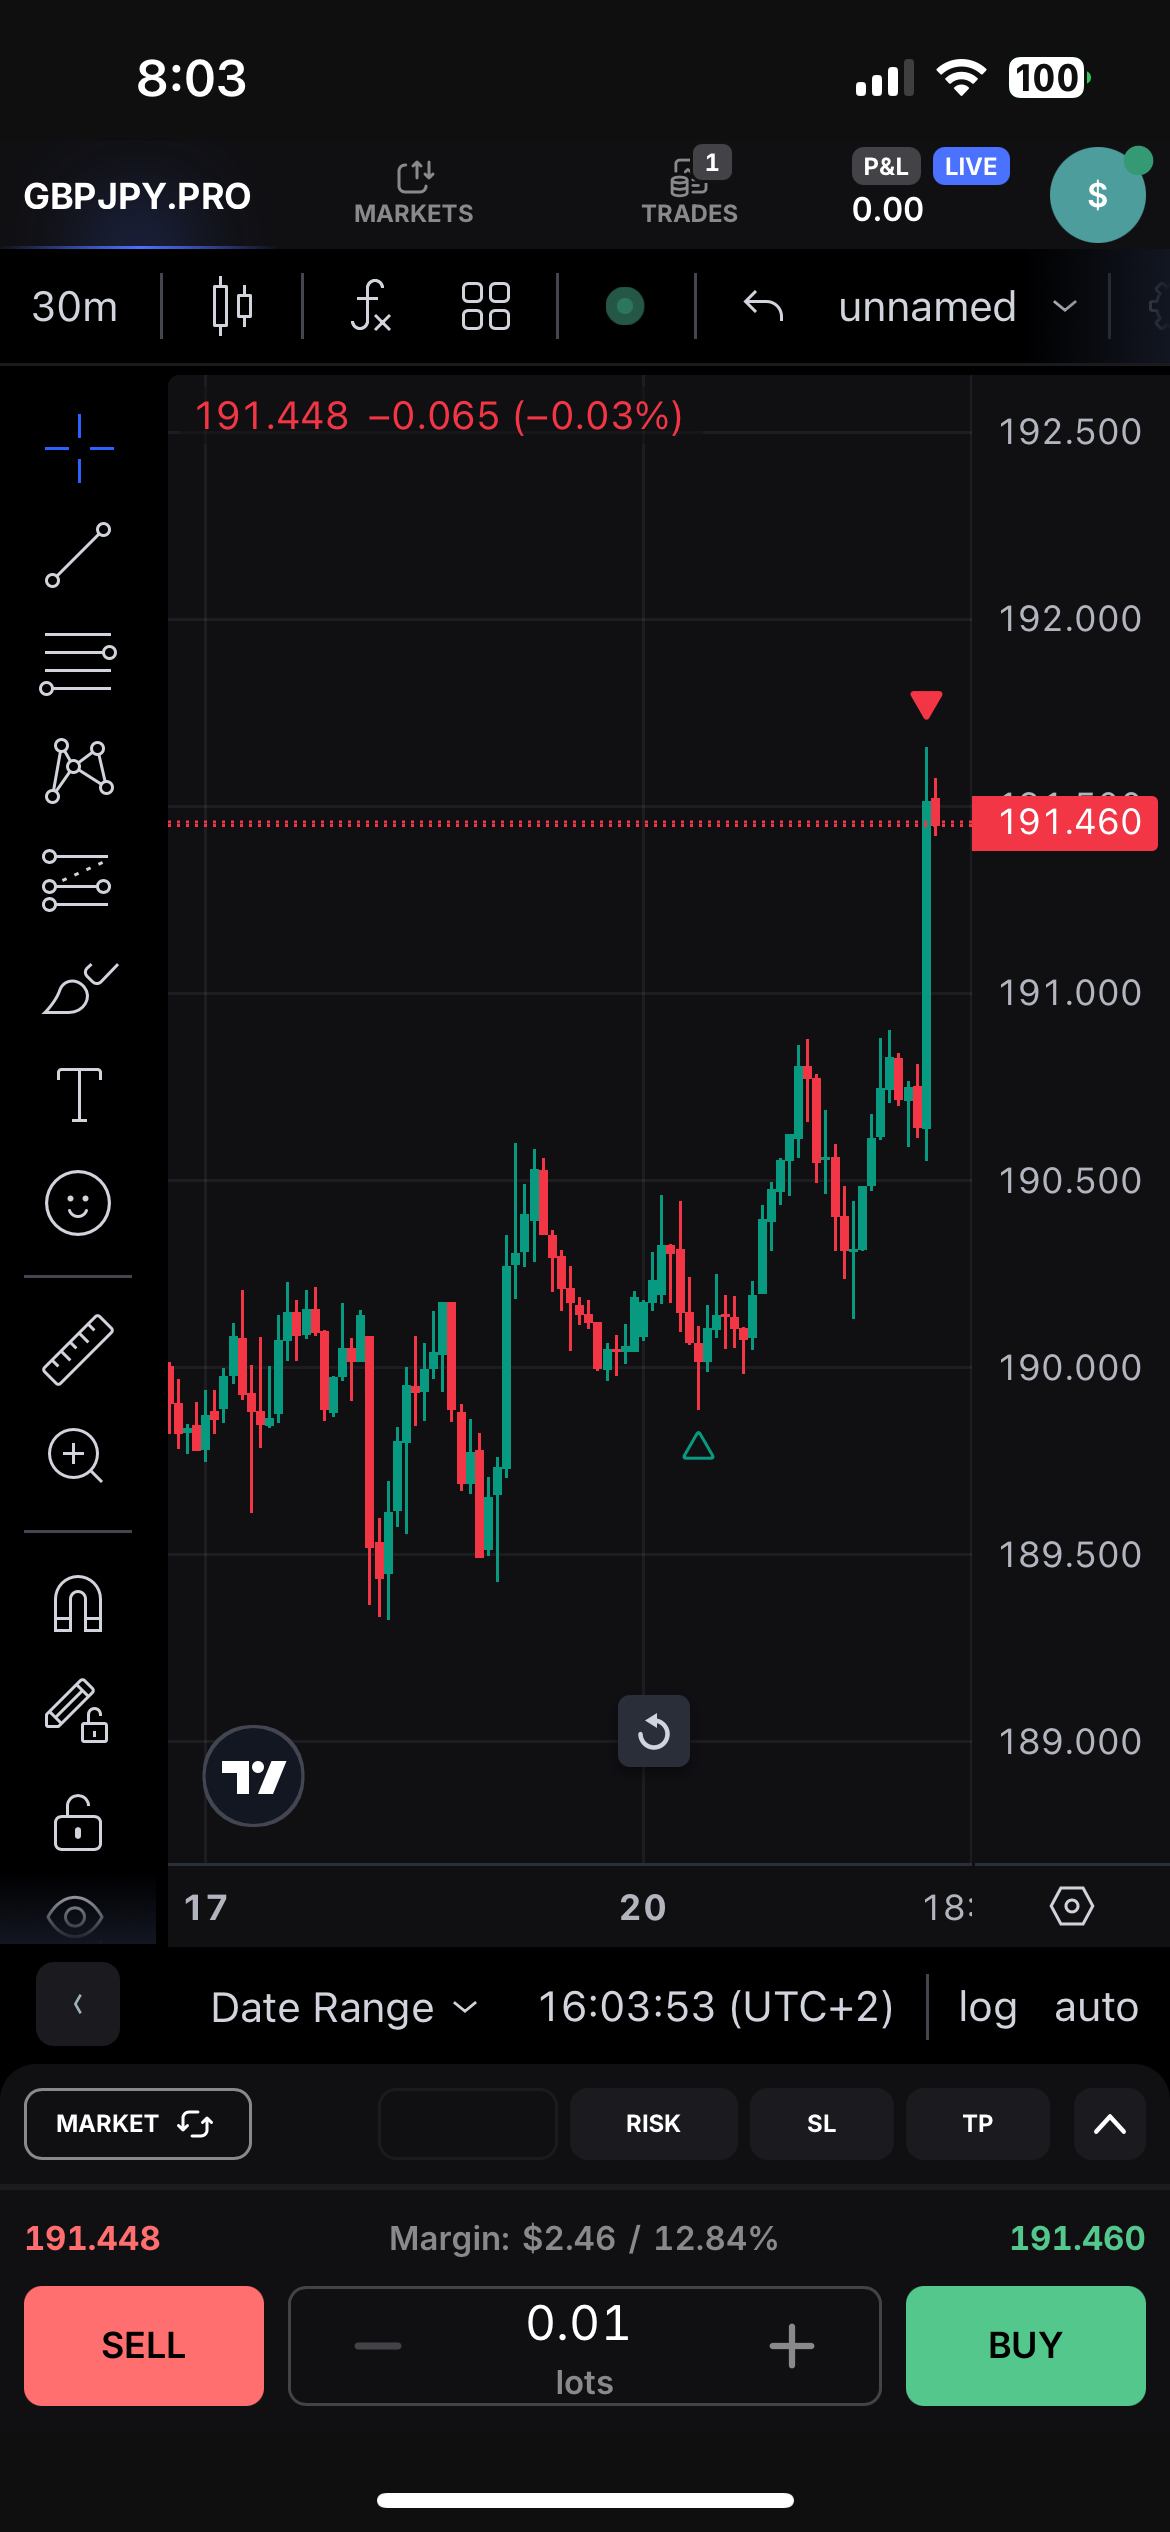 8:03
100
GBPJPY.PRO
MARKETS
1
TRADES
P&L
LIVE
0.00
$
30m
unnamed
191.448 −0.065 (−0.03%)
192.500
192.000
191.460
191.000
190.500
190.000
189.500
189.000
17
20
18:
Date Range
16:03:53 (UTC+2)
log
auto
MARKET
RISK
SL
TP
191.448
Margin: $2.46 / 12.84%
191.460
SELL
0.01
lots
BUY